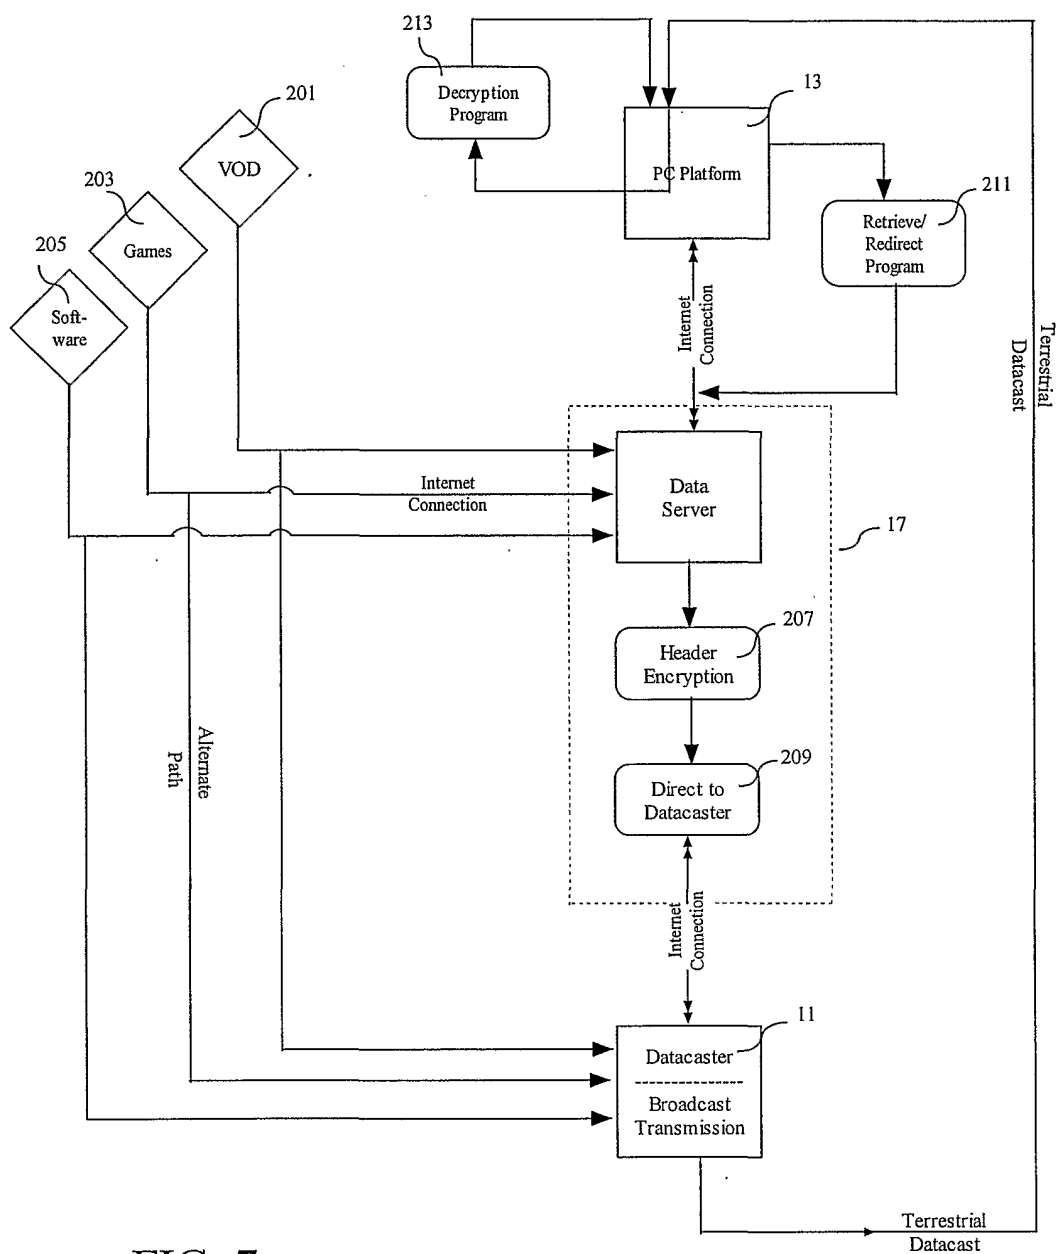 213
Decryption
Program
13
PC Platform
201
VOD
203
Games
205
Soft-
ware
211
Retrieve/
Redirect
Program
Internet
Connection
Terrestrial
Datacast
Data
Server
Internet
Connection
17
207
Header
Encryption
Alternate
Path
209
Direct to
Datacaster
Internet
Connection
11
Datacaster
Broadcast
Transmission
Terrestrial
Datacast
FIG. 7